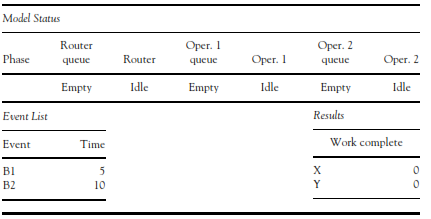 Model Status
Router Oper. 1 Oper. 2
Phase queue Router queue Oper. 1 queue Oper. 2
Empty Idle Empty Idle Empty Idle
Event List Results
Event Time Work complete
B1 5 X 0
B2 10 Y 0